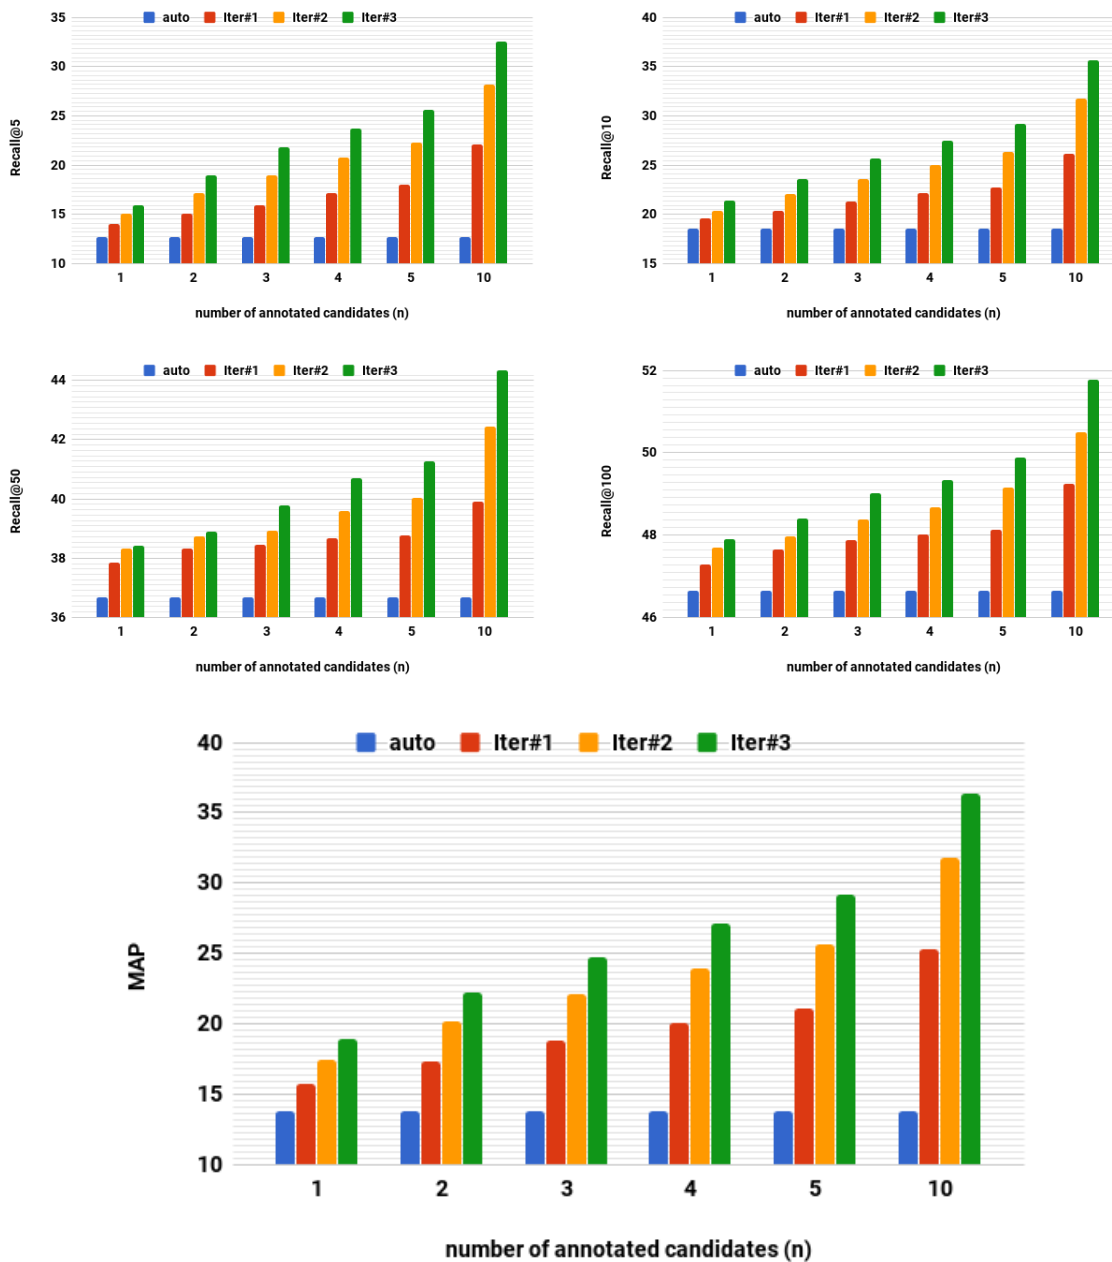 auto Iter#1 Iter#2 Iter#3
35
30
25
20
15
10
Recall@5
1 2 3 4 5 10
number of annotated candidates (n)
auto Iter#1 Iter#2 Iter#3
40
35
30
25
20
15
Recall@10
1 2 3 4 5 10
number of annotated candidates (n)
auto Iter#1 Iter#2 Iter#3
44
42
40
38
36
Recall@50
1 2 3 4 5 10
number of annotated candidates (n)
auto Iter#1 Iter#2 Iter#3
52
50
48
46
Recall@100
1 2 3 4 5 10
number of annotated candidates (n)
auto Iter#1 Iter#2 Iter#3
40
35
30
25
20
15
10
MAP
1 2 3 4 5 10
number of annotated candidates (n)